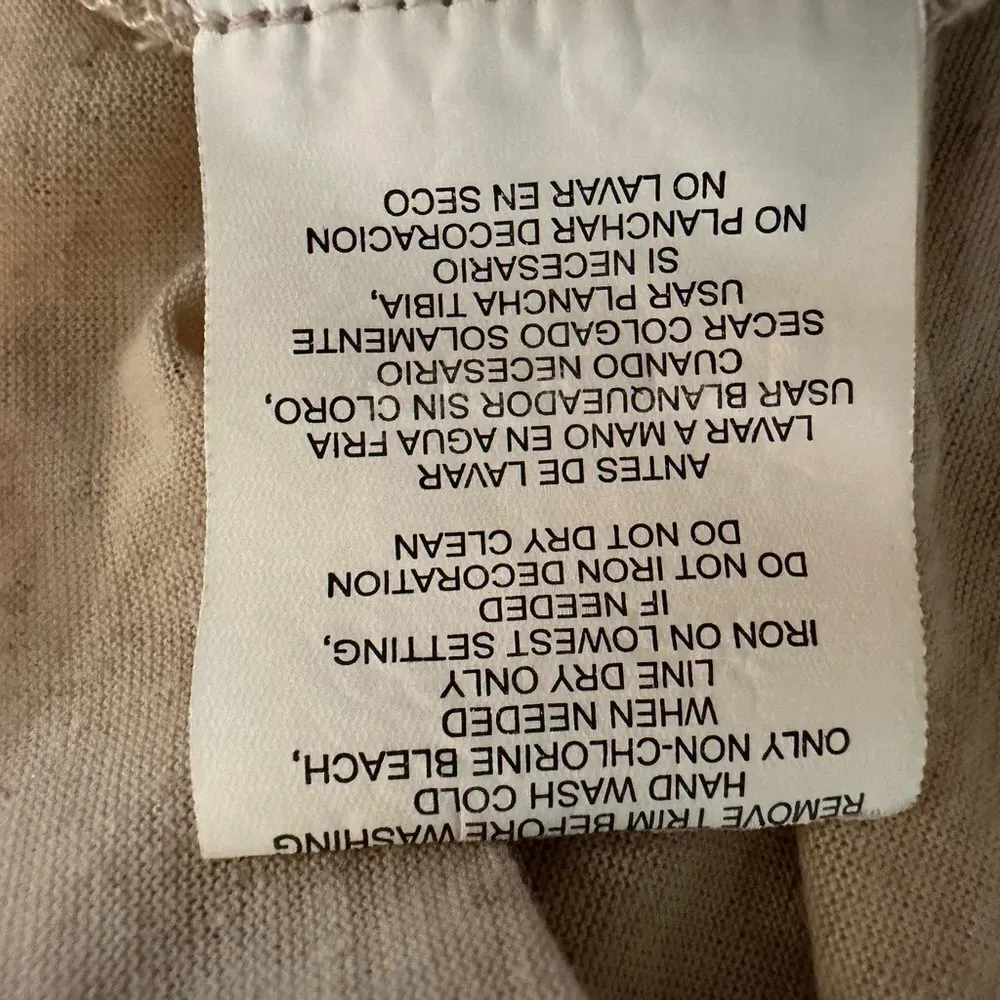 REMOVE TRIM BEFORE WASHING
HAND WASH COLD
ONLY NON-CHLORINE BLEACH,
WHEN NEEDED
LINE DRY ONLY
IRON ON LOWEST SETTING,
IF NEEDED
DO NOT IRON DECORATION
DO NOT DRY CLEAN
ANTES DE LAVAR
LAVAR A MANO EN AGUA FRIA
USAR BLANQUEADOR SIN CLORO,
CUANDO NECESARIO
SECAR COLGADO SOLAMENTE
USAR PLANCHA TIBIA,
SI NECESARIO
NO PLANCHAR DECORACION
NO LAVAR EN SECO